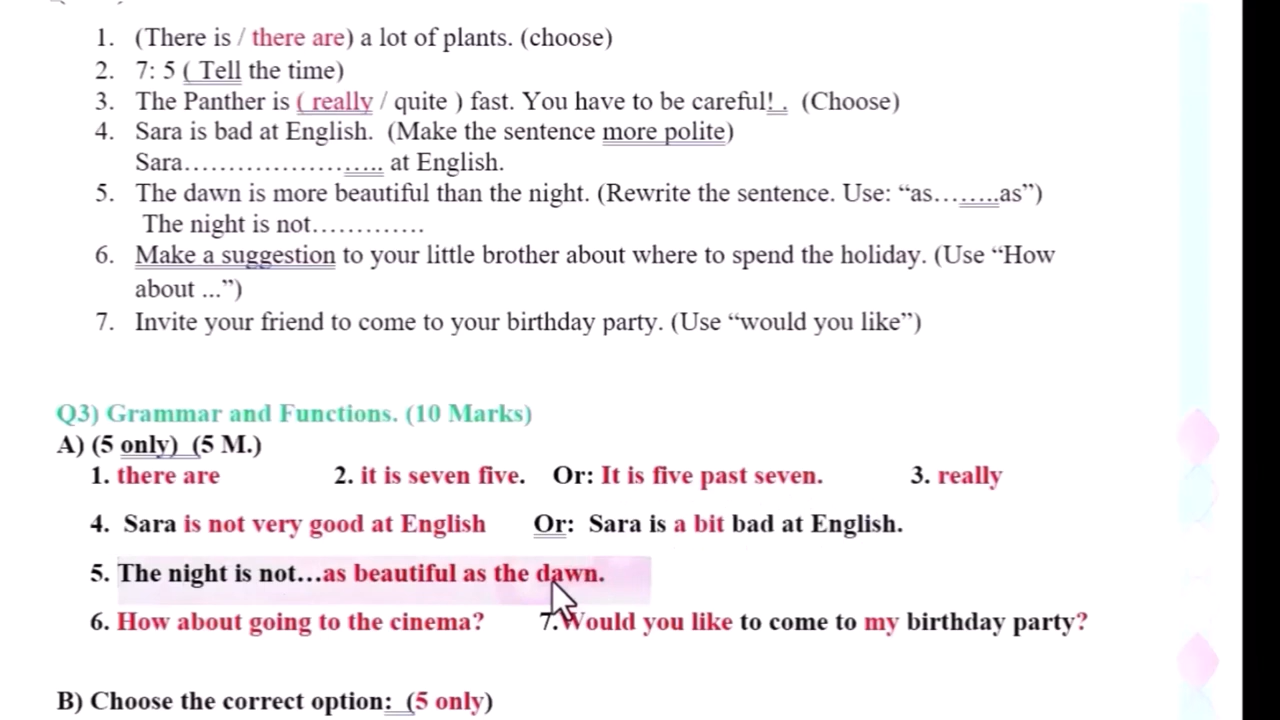 1. (There is / there are) a lot of plants. (choose)
2. 7: 5 ( Tell the time)
3. The Panther is ( really / quite ) fast. You have to be careful! . (Choose)
4. Sara is bad at English. (Make the sentence more polite)
Sara……………………….. at English.
5. The dawn is more beautiful than the night. (Rewrite the sentence. Use: “as……..as”)
The night is not………….
6. Make a suggestion to your little brother about where to spend the holiday. (Use “How
about ...”)
7. Invite your friend to come to your birthday party. (Use “would you like”)
Q3) Grammar and Functions. (10 Marks)
A) (5 only) (5 M.)
1. there are 2. it is seven five. Or: It is five past seven. 3. really
4. Sara is not very good at English Or: Sara is a bit bad at English.
5. The night is not…as beautiful as the dawn.
6. How about going to the cinema? 7. Would you like to come to my birthday party?
B) Choose the correct option: (5 only)